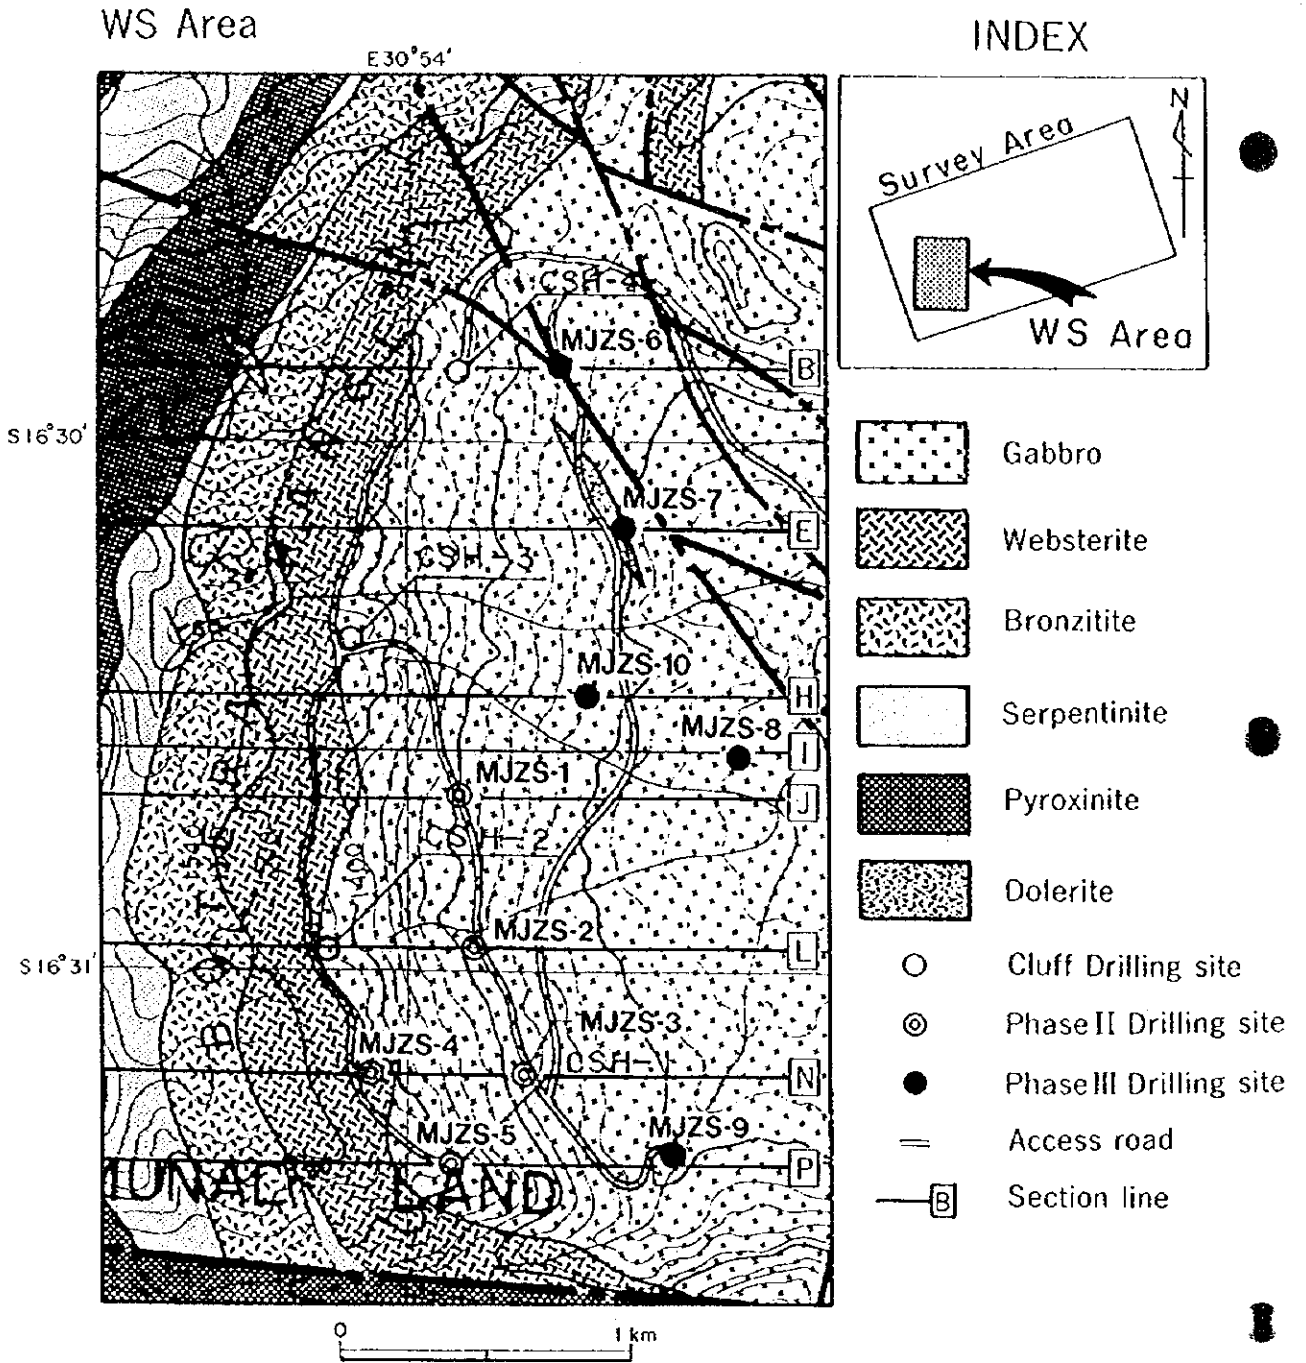 WS Area
INDEX
E30°54'
N
Survey Area
WS Area
CSH-4
MJZS-6
B
S16°30'
MJZS-7
E
CSH-3
MJZS-10
H
MJZS-8
I
MJZS-1
J
CSH-2
1400
MJZS-2
L
S16°31'
MJZS-3
MJZS-4
CSH-1
N
MJZS-5
MJZS-9
P
LAND
Gabbro
Websterite
Bronzitite
Serpentinite
Pyroxinite
Dolerite
Cluff Drilling site
Phase II Drilling site
Phase III Drilling site
Access road
B
Section line
0
1 km